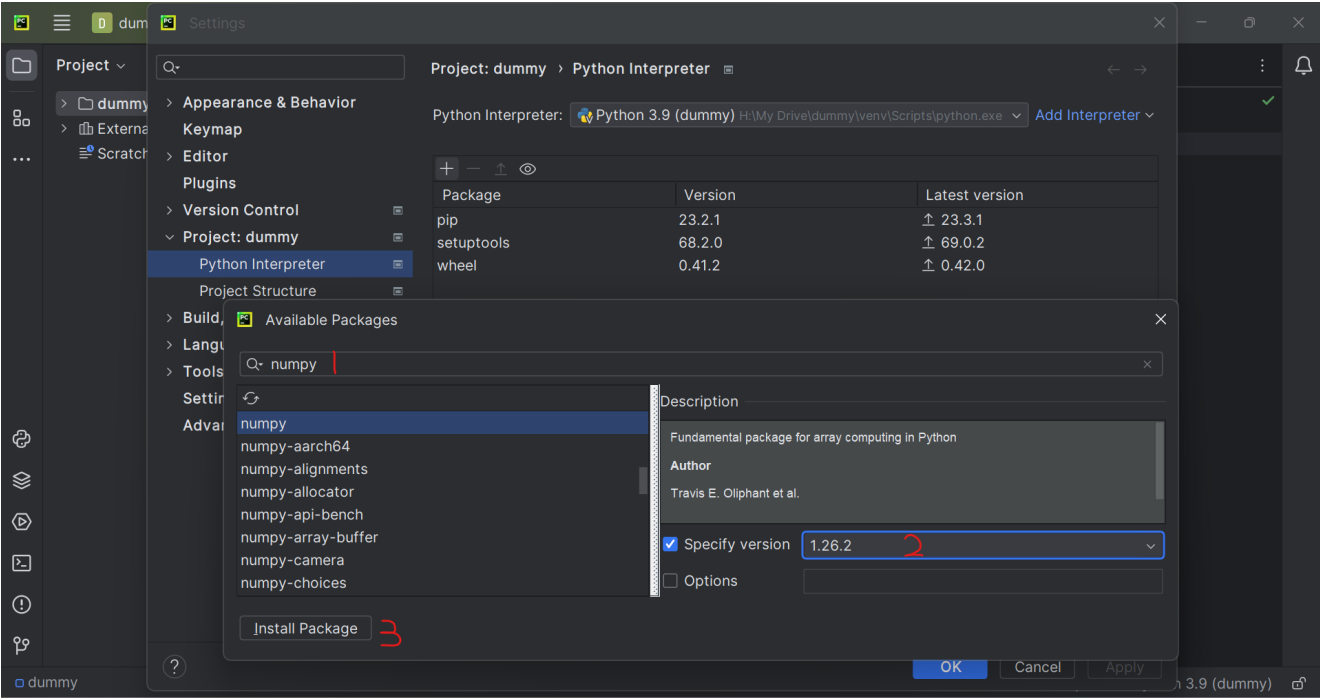 D dum
Settings
Project
Project: dummy › Python Interpreter
dummy
Externa
Scratch
Appearance & Behavior
Keymap
Editor
Plugins
Version Control
Project: dummy
Python Interpreter
Project Structure
Build,
Langu
Tools
Settin
Advan
Python Interpreter: Python 3.9 (dummy) H:\My Drive\dummy\venv\Scripts\python.exe Add Interpreter
Package Version Latest version
pip 23.2.1 23.3.1
setuptools 68.2.0 69.0.2
wheel 0.41.2 0.42.0
Available Packages
numpy 1
numpy
numpy-aarch64
numpy-alignments
numpy-allocator
numpy-api-bench
numpy-array-buffer
numpy-camera
numpy-choices
Description
Fundamental package for array computing in Python
Author
Travis E. Oliphant et al.
Specify version 1.26.2 2
Options
Install Package 3
? OK Cancel Apply
dummy
3.9 (dummy)